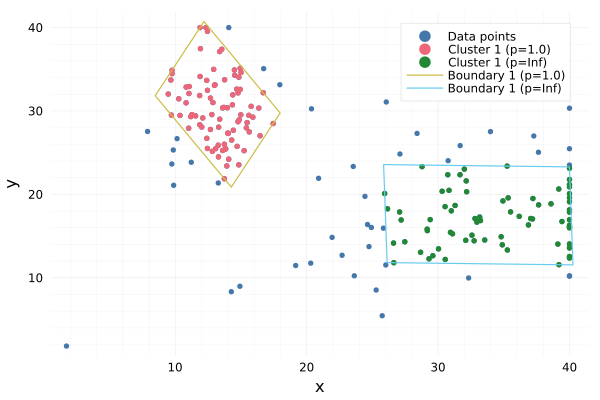 40
30
20
10
y
10
20
30
40
x
Data points
Cluster 1 (p=1.0)
Cluster 1 (p=Inf)
Boundary 1 (p=1.0)
Boundary 1 (p=Inf)